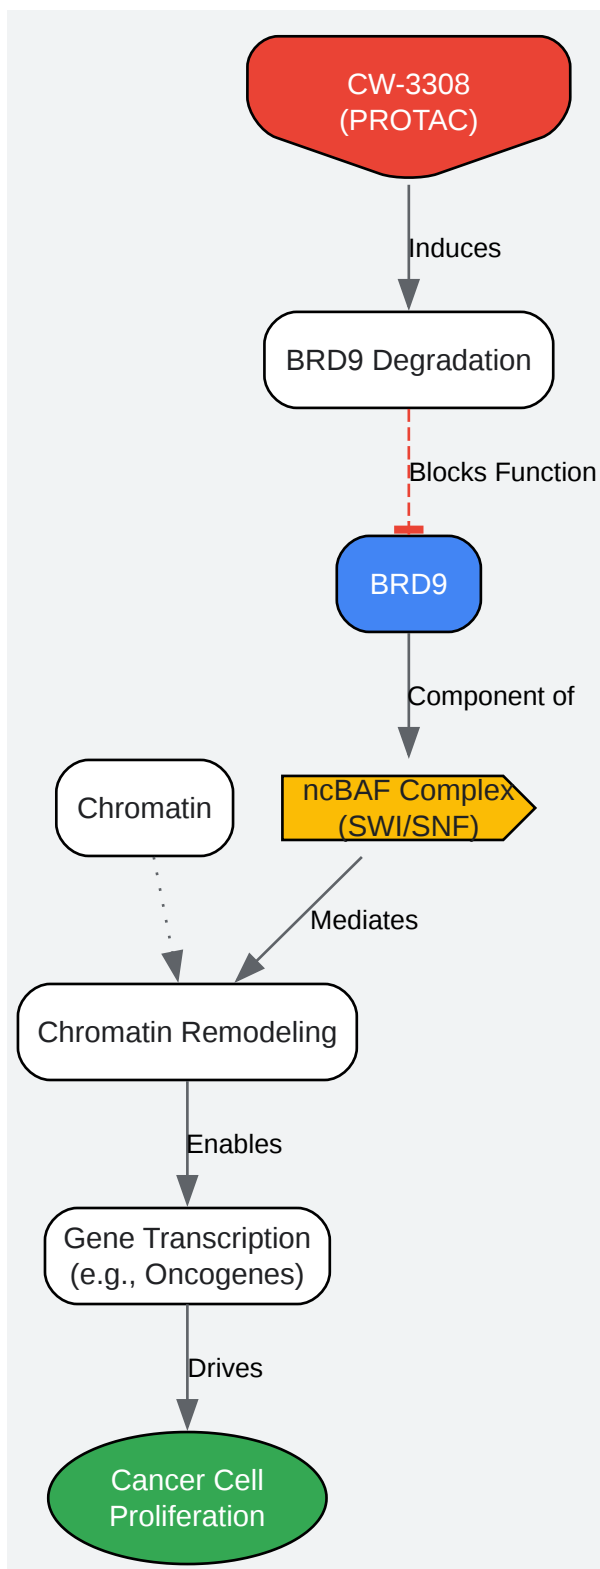 CW-3308
(PROTAC)
Induces
BRD9 Degradation
Blocks Function
BRD9
Component of
ncBAF Complex
(SWI/SNF)
Chromatin
Mediates
Chromatin Remodeling
Enables
Gene Transcription
(e.g., Oncogenes)
Drives
Cancer Cell
Proliferation